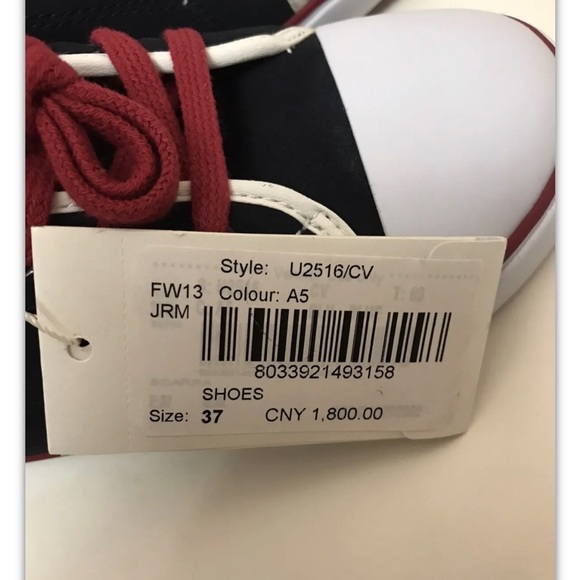 Style: U2516/CV
FW13 Colour: A5
JRM
8033921493158
SHOES
Size: 37 CNY 1,800.00